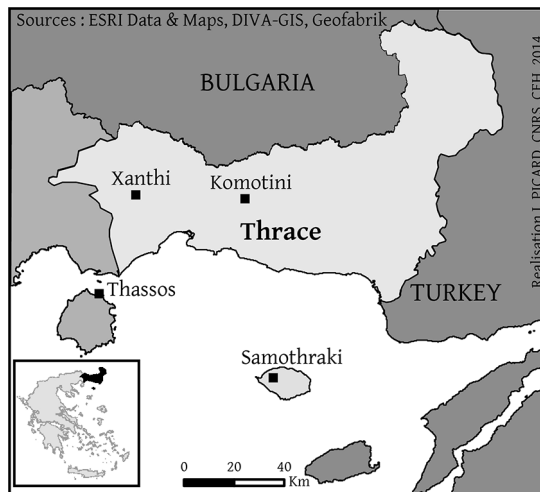 Sources : ESRI Data & Maps, DIVA-GIS, Geofabrik
BULGARIA
Xanthi
Komotini
Thrace
Thassos
TURKEY
Samothraki
0 20 40
Km
Realisation J. PICARD, CNRS, CEH, 2014